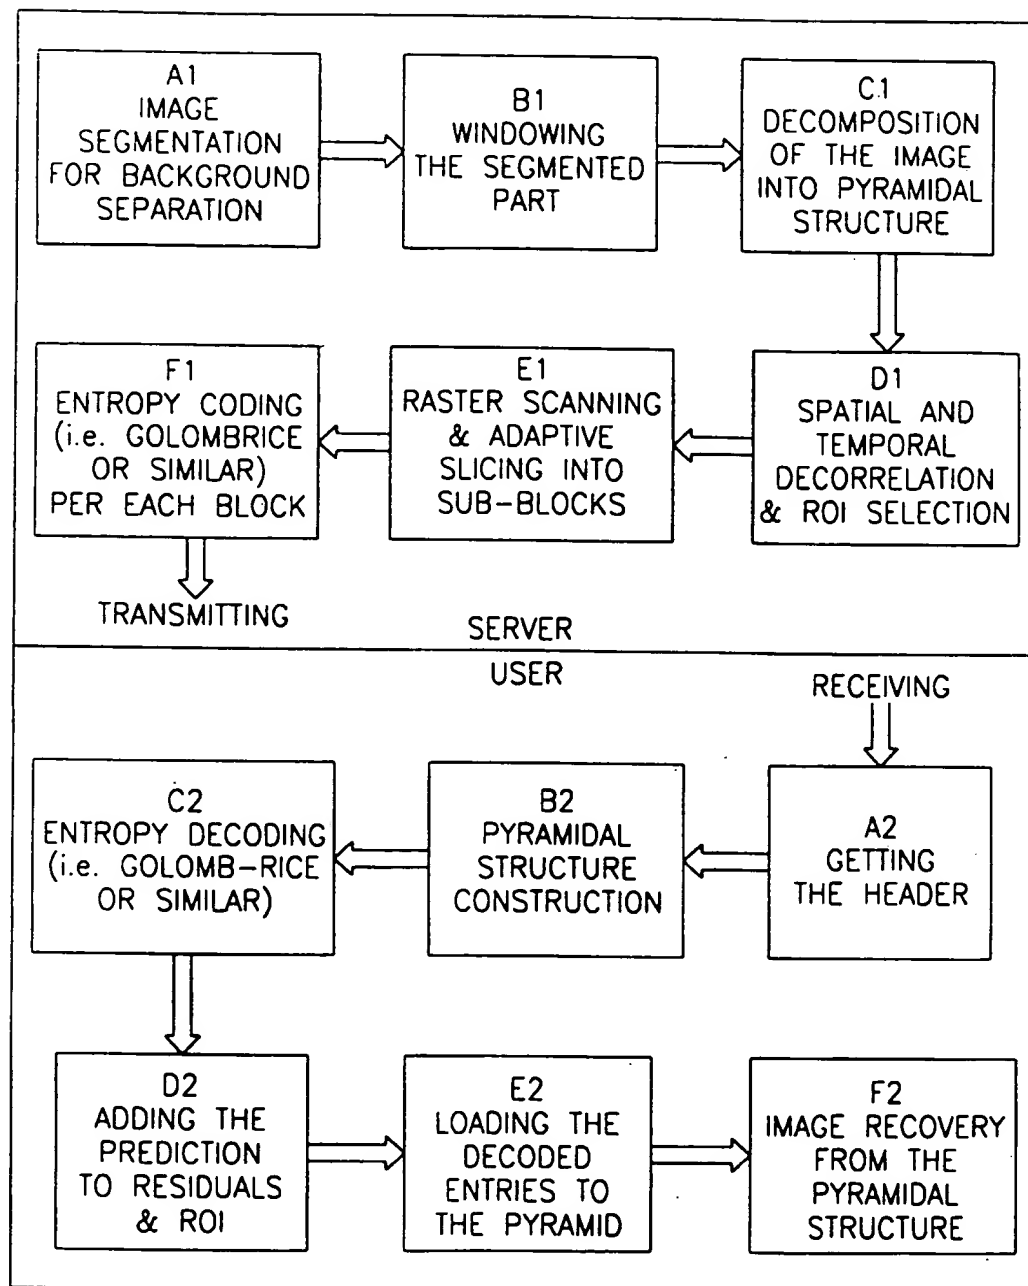 A1
IMAGE
SEGMENTATION
FOR BACKGROUND
SEPARATION
B1
WINDOWING
THE SEGMENTED
PART
C1
DECOMPOSITION
OF THE IMAGE
INTO PYRAMIDAL
STRUCTURE
D1
SPATIAL AND
TEMPORAL
DECORRELATION
& ROI SELECTION
E1
RASTER SCANNING
& ADAPTIVE
SLICING INTO
SUB-BLOCKS
F1
ENTROPY CODING
(i.e. GOLOMBRICE
OR SIMILAR)
PER EACH BLOCK
TRANSMITTING
SERVER
USER
RECEIVING
A2
GETTING
THE HEADER
B2
PYRAMIDAL
STRUCTURE
CONSTRUCTION
C2
ENTROPY DECODING
(i.e. GOLOMB-RICE
OR SIMILAR)
D2
ADDING THE
PREDICTION
TO RESIDUALS
& ROI
E2
LOADING THE
DECODED
ENTRIES TO
THE PYRAMID
F2
IMAGE RECOVERY
FROM THE
PYRAMIDAL
STRUCTURE